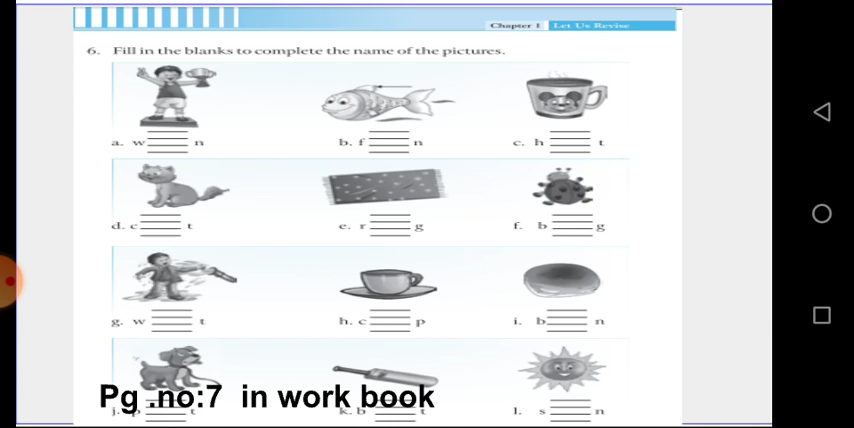 Chapter 1 Let Us Revise
6. Fill in the blanks to complete the name of the pictures.
a. w n b. f n c. h t
d. c t e. r g f. b g
g. w t h. c p i. b n
Pg .no:7 in work book
j. p t k. b t l. s n